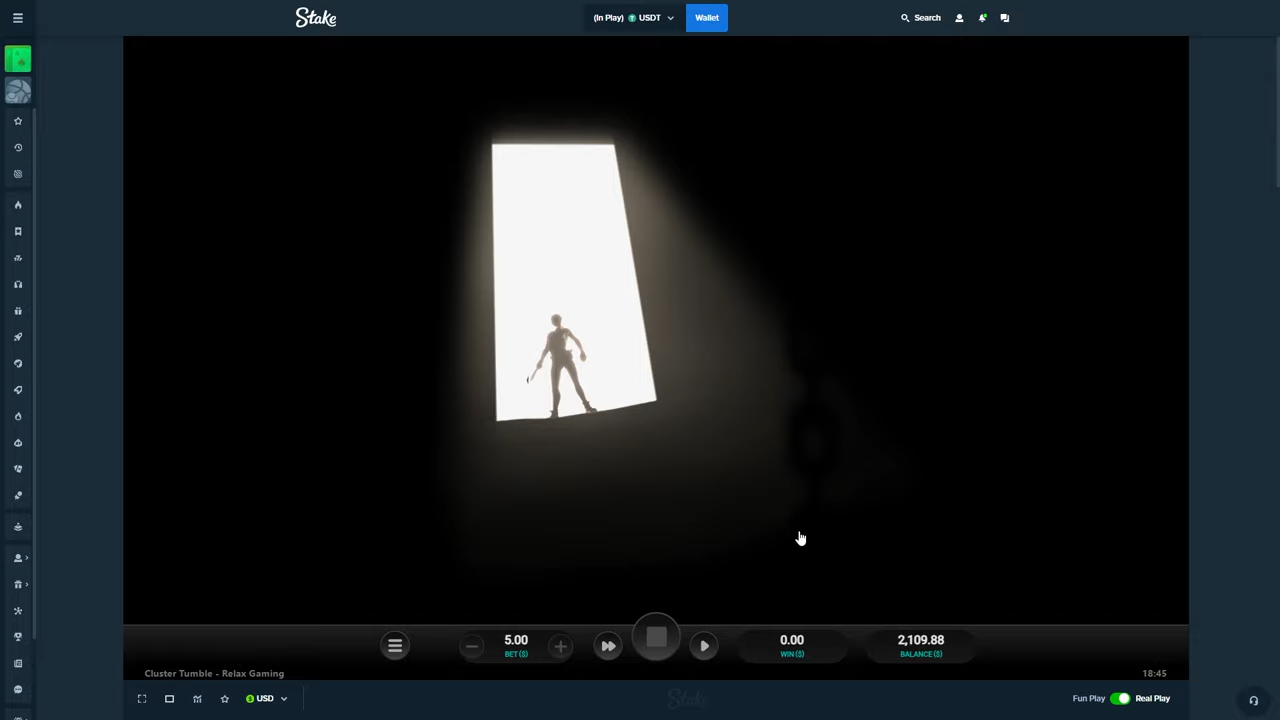 Stake
(In Play) USDT
Wallet
Search
5.00
BET($)
0.00
WIN($)
2,109.88
BALANCE($)
Cluster Tumble - Relax Gaming
18:45
USD
Stake
Fun Play
Real Play